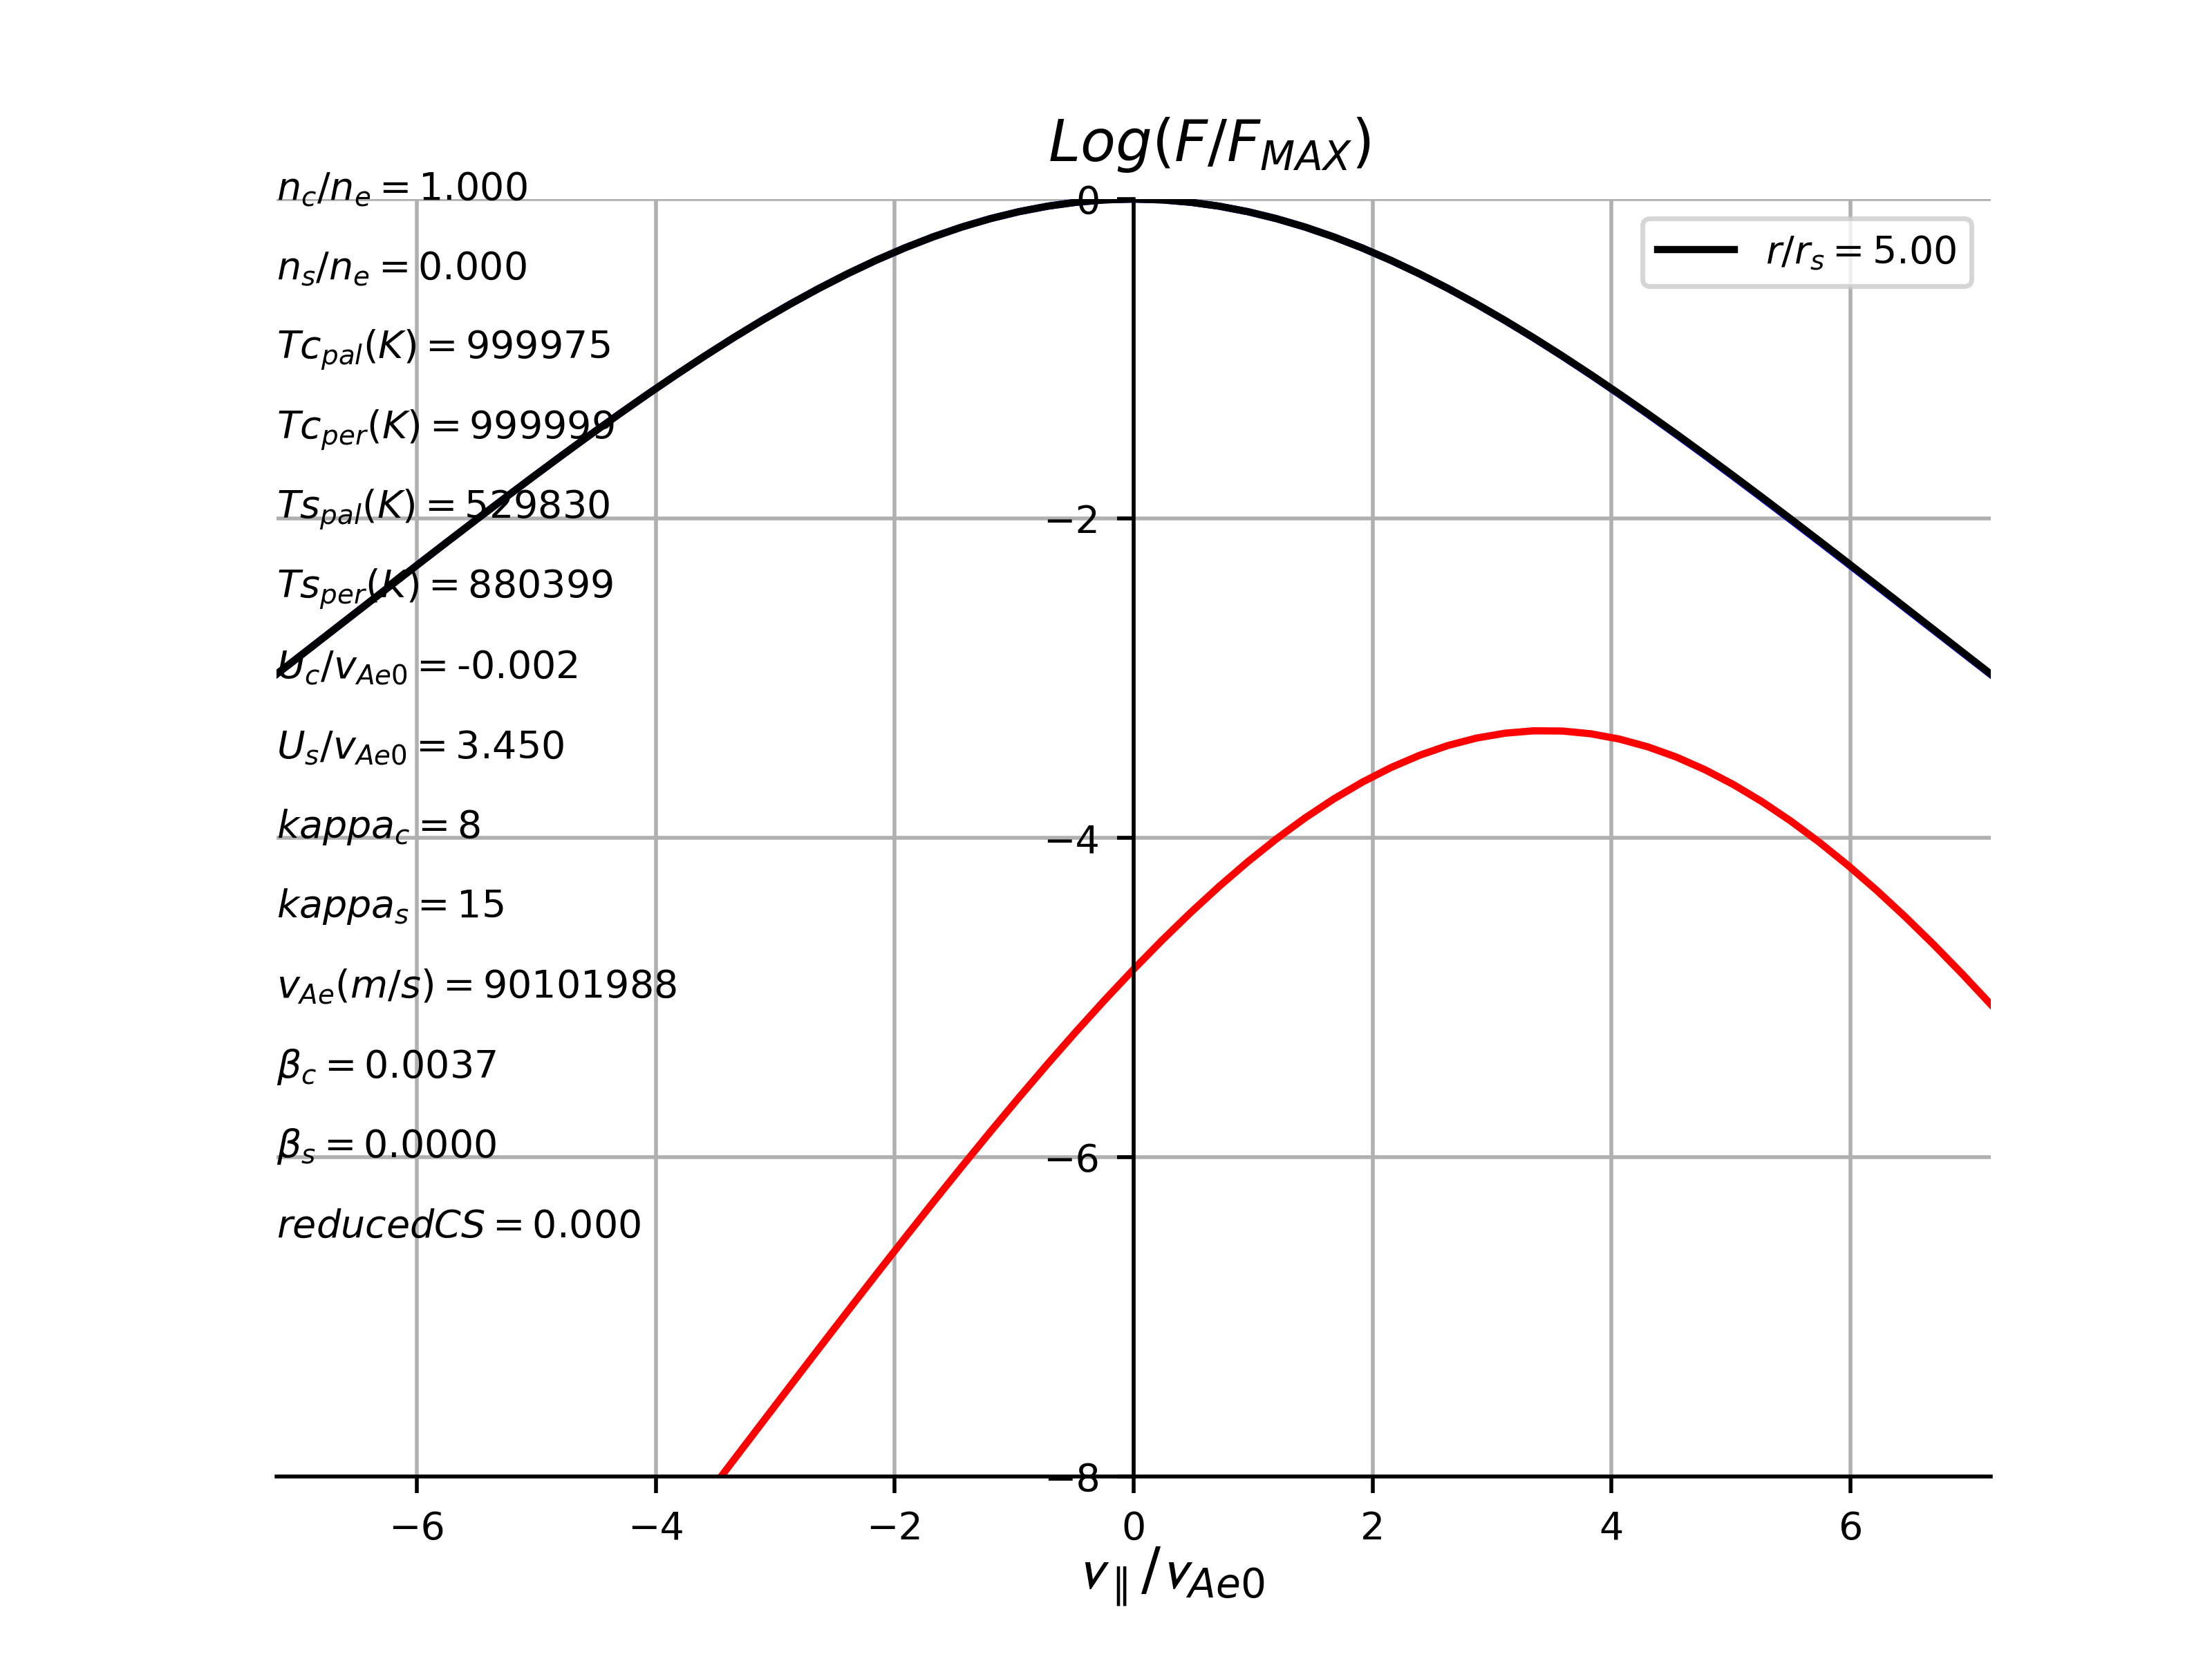 Log(F/F_MAX)
n_c/n_e = 1.000
n_s/n_e = 0.000
Tc_pal(K) = 999975
Tc_per(K) = 999999
Ts_pal(K) = 529830
Ts_per(K) = 880399
U_c/v_Ae0 = -0.002
U_s/v_Ae0 = 3.450
kappa_c = 8
kappa_s = 15
v_Ae(m/s) = 90101988
β_c = 0.0037
β_s = 0.0000
reducedCS = 0.000
r/r_s = 5.00
0
−2
−4
−6
−8
−6 −4 −2 0 2 4 6
v_∥/v_Ae0